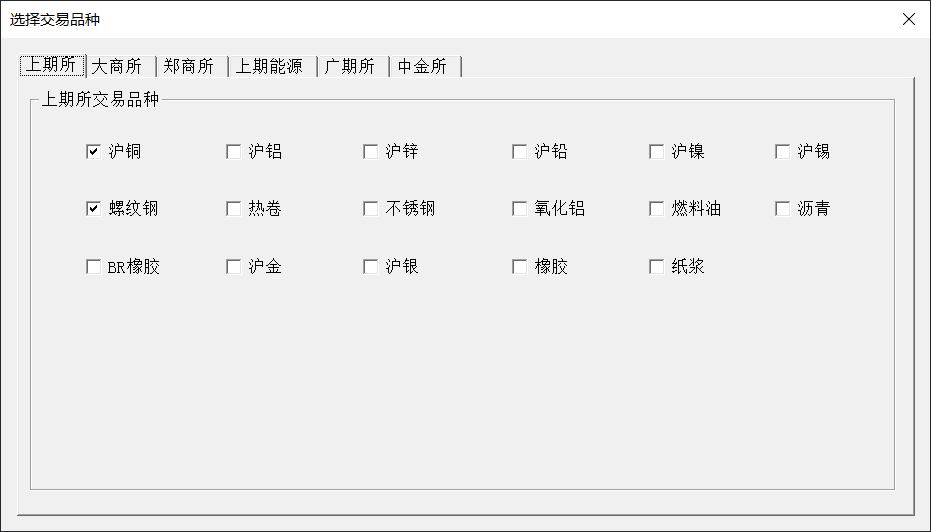 选择交易品种
上期所 大商所 郑商所 上期能源 广期所 中金所
上期所交易品种
沪铜 沪铝 沪锌 沪铅 沪镍 沪锡
螺纹钢 热卷 不锈钢 氧化铝 燃料油 沥青
BR橡胶 沪金 沪银 橡胶 纸浆